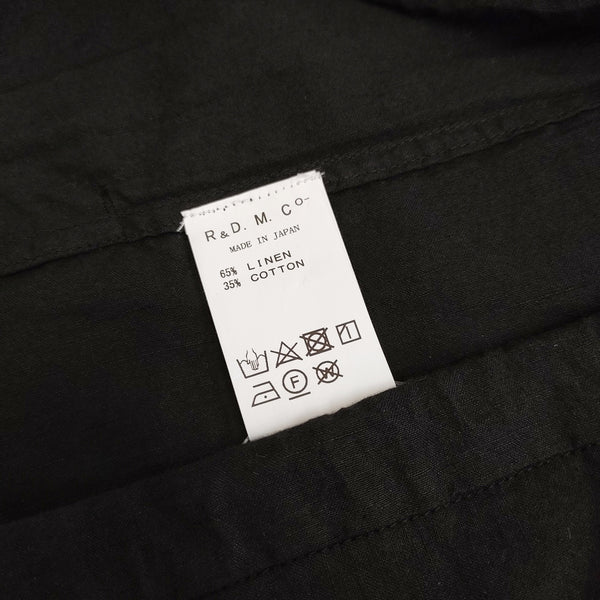 R & D. M. Co-
MADE IN JAPAN
65% LINEN
35% COTTON
F W